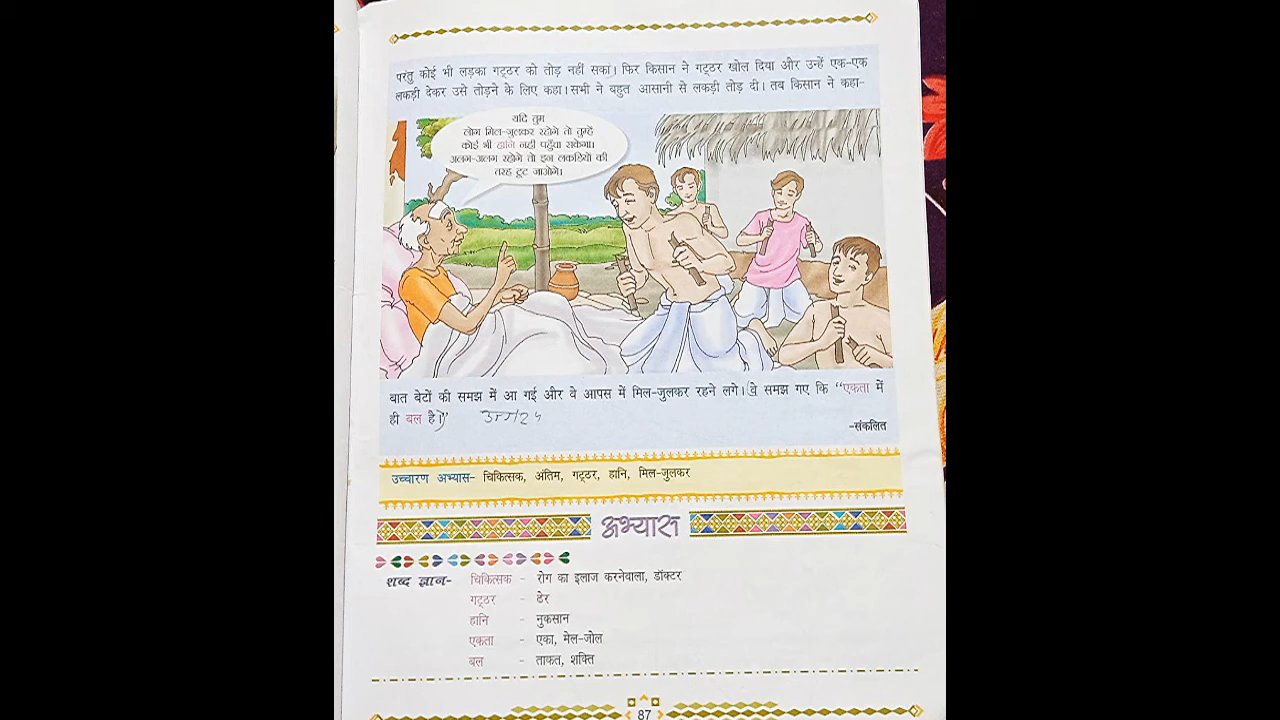 परंतु कोई भी लड़का गट्ठर को तोड़ नहीं सका। फिर किसान ने गट्ठर खोल दिया और उन्हें एक-एक
लकड़ी देकर उसे तोड़ने के लिए कहा। सभी ने बहुत आसानी से लकड़ी तोड़ दी। तब किसान ने कहा-
यदि तुम
लोग मिल-जुलकर रहोगे तो तुम्हें
कोई भी हानि नहीं पहुँचा सकेगा।
अलग-अलग रहोगे तो इन लकड़ियों की
तरह टूट जाओगे।
बात बेटों की समझ में आ गई और वे आपस में मिल-जुलकर रहने लगे। वे समझ गए कि "एकता में
ही बल है।"
-संकलित
उच्चारण अभ्यास- चिकित्सक, अंतिम, गट्ठर, हानि, मिल-जुलकर
अभ्यास
शब्द ज्ञान- चिकित्सक - रोग का इलाज करनेवाला, डॉक्टर
गट्ठर - ढेर
हानि - नुकसान
एकता - एका, मेल-जोल
बल - ताकत, शक्ति
87